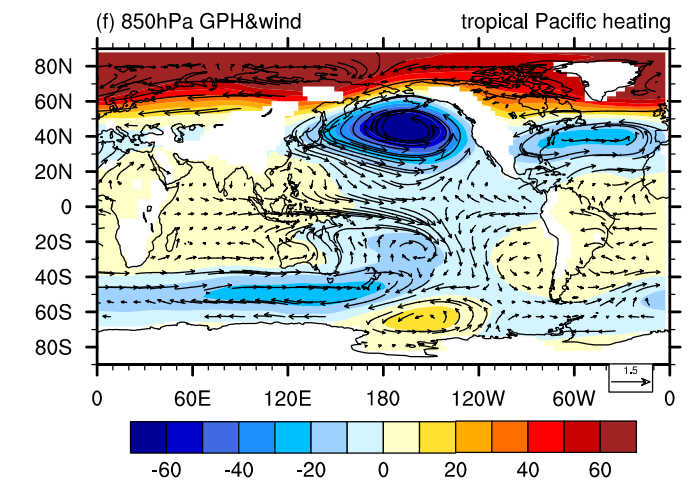 (f) 850hPa GPH&wind tropical Pacific heating
80N
60N
40N
20N
0
20S
40S
60S
80S
1.5
0 60E 120E 180 120W 60W 0
-60 -40 -20 0 20 40 60